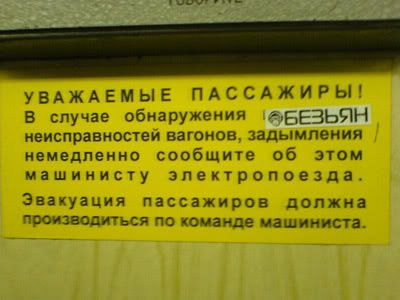 УВАЖАЕМЫЕ ПАССАЖИРЫ!
В случае обнаружения БЕЗЬЯН
неисправностей вагонов, задымления
немедленно сообщите об этом
машинисту электропоезда.
Эвакуация пассажиров должна
производиться по команде машиниста.